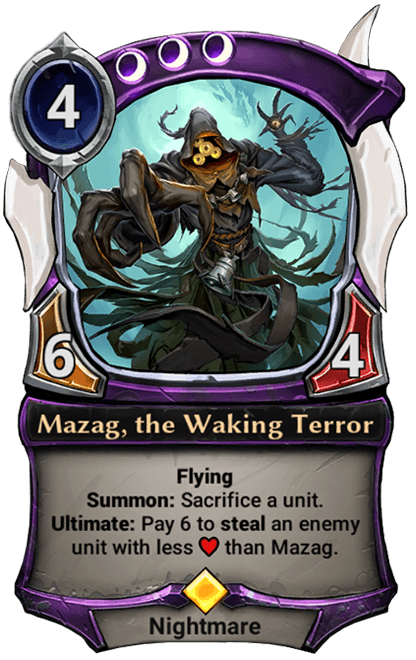 4
6
4
Mazag, the Waking Terror
Flying
Summon: Sacrifice a unit.
Ultimate: Pay 6 to steal an enemy
unit with less ❤ than Mazag.
Nightmare